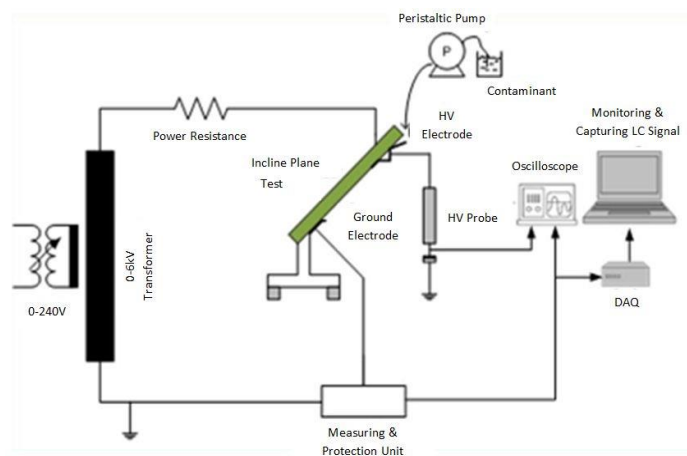 Peristaltic Pump
P
Contaminant
HV
Electrode
Monitoring &
Capturing LC Signal
Power Resistance
Incline Plane
Test
Oscilloscope
Ground
Electrode
HV Probe
0-6kV
Transformer
0-240V
DAQ
Measuring &
Protection Unit